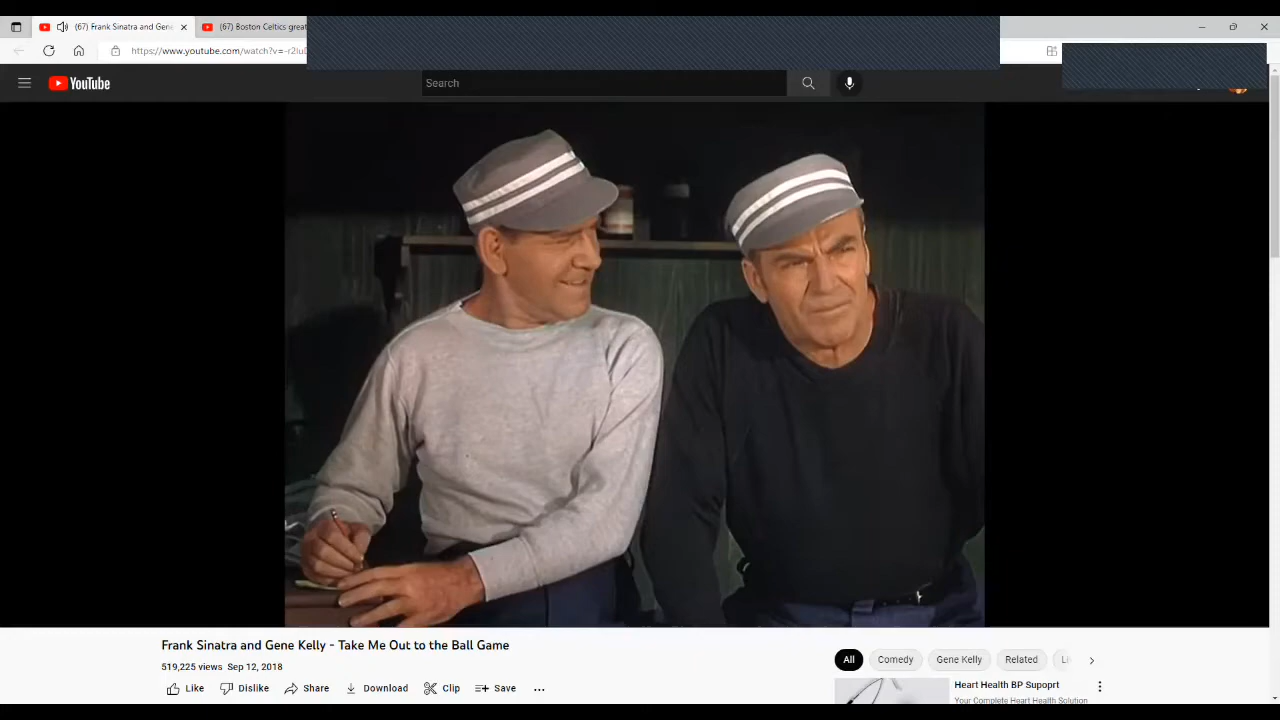 (67) Frank Sinatra and Gene
(67) Boston Celtics great
https://www.youtube.com/watch?v=-r2Iu
YouTube
Search
Frank Sinatra and Gene Kelly - Take Me Out to the Ball Game
519,225 views Sep 12, 2018
Like Dislike Share Download Clip Save
All Comedy Gene Kelly Related
Heart Health BP Supoprt
Your Complete Heart Health Solution